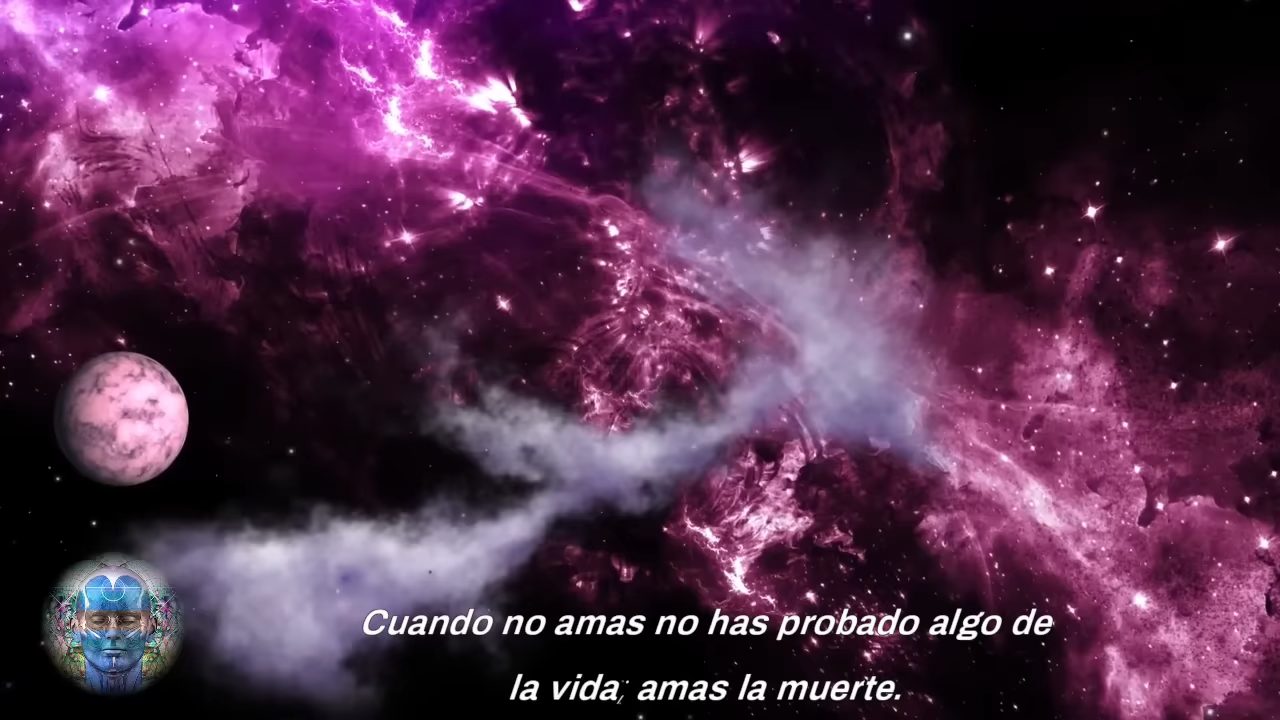 Cuando no amas no has probado algo de
la vida, amas la muerte.